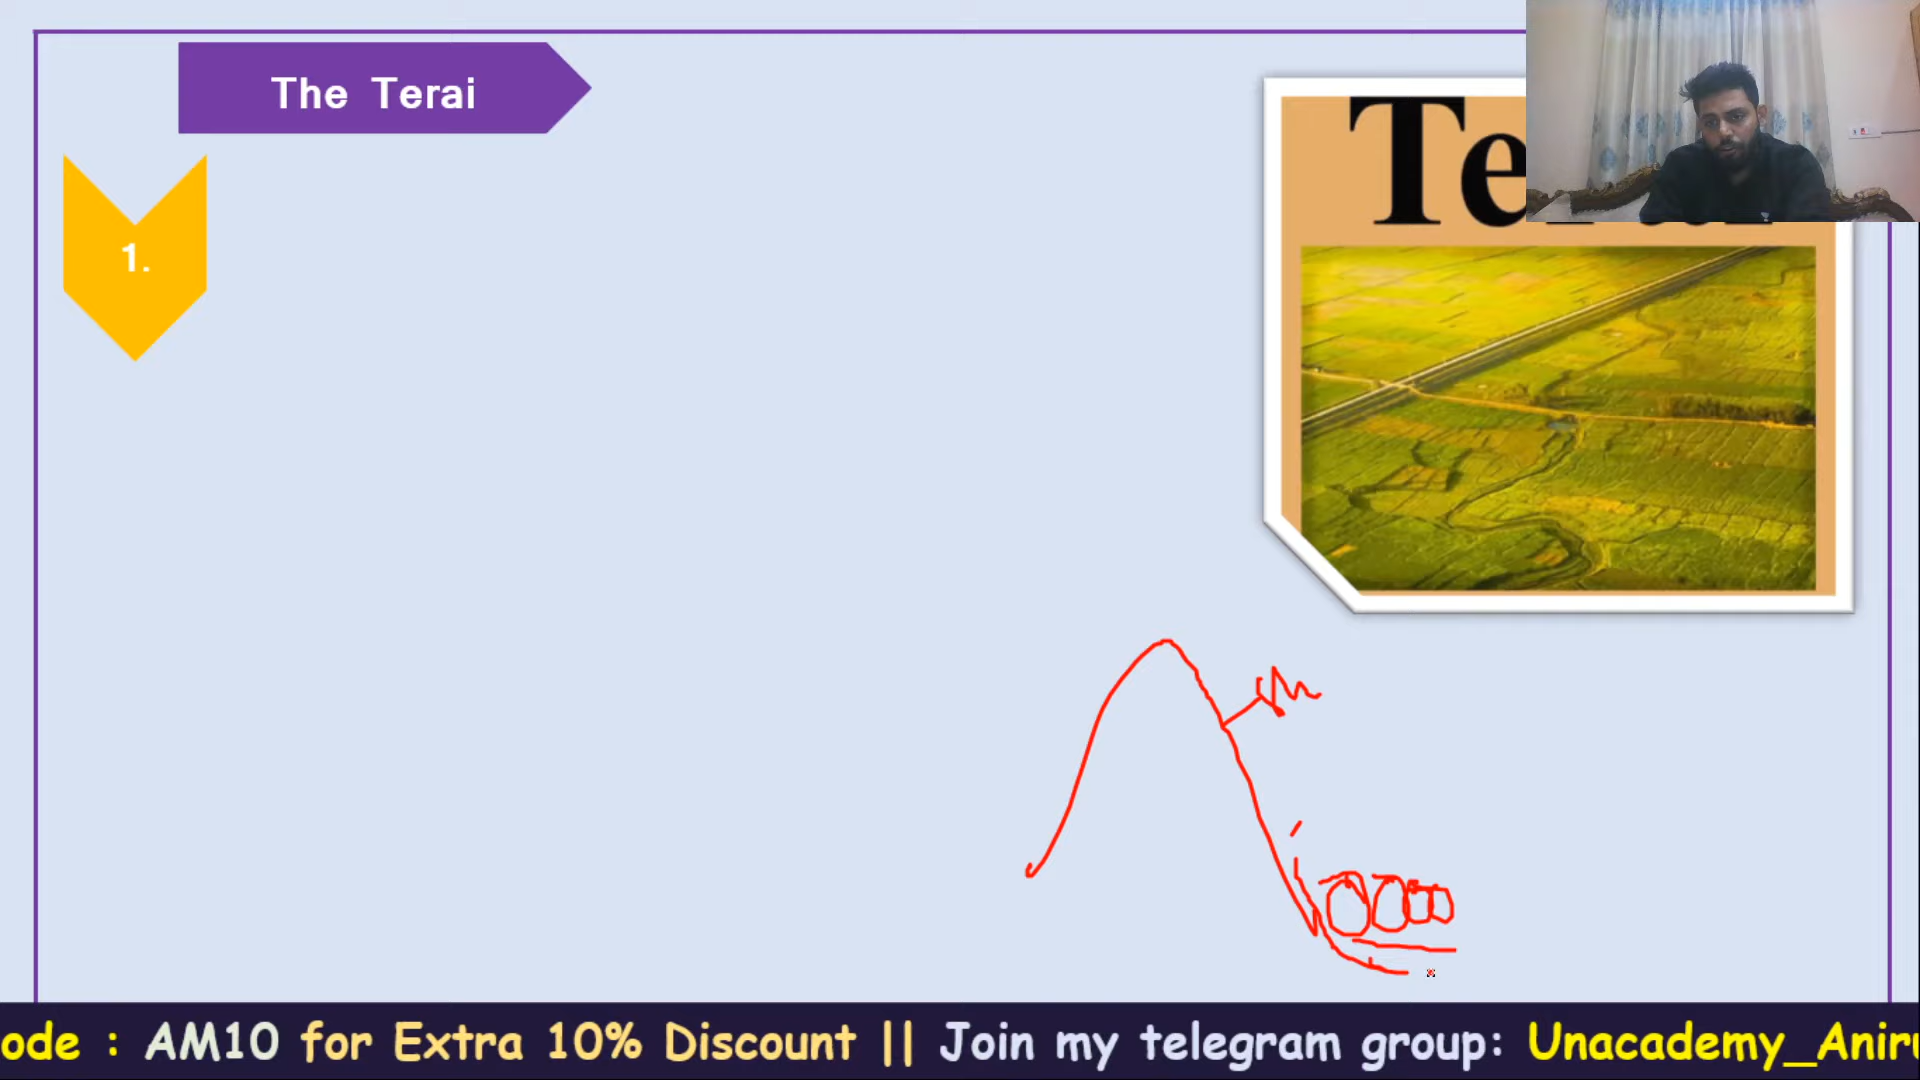 The Terai
Te
1.
ode : AM10 for Extra 10% Discount || Join my telegram group: Unacademy_Aniru